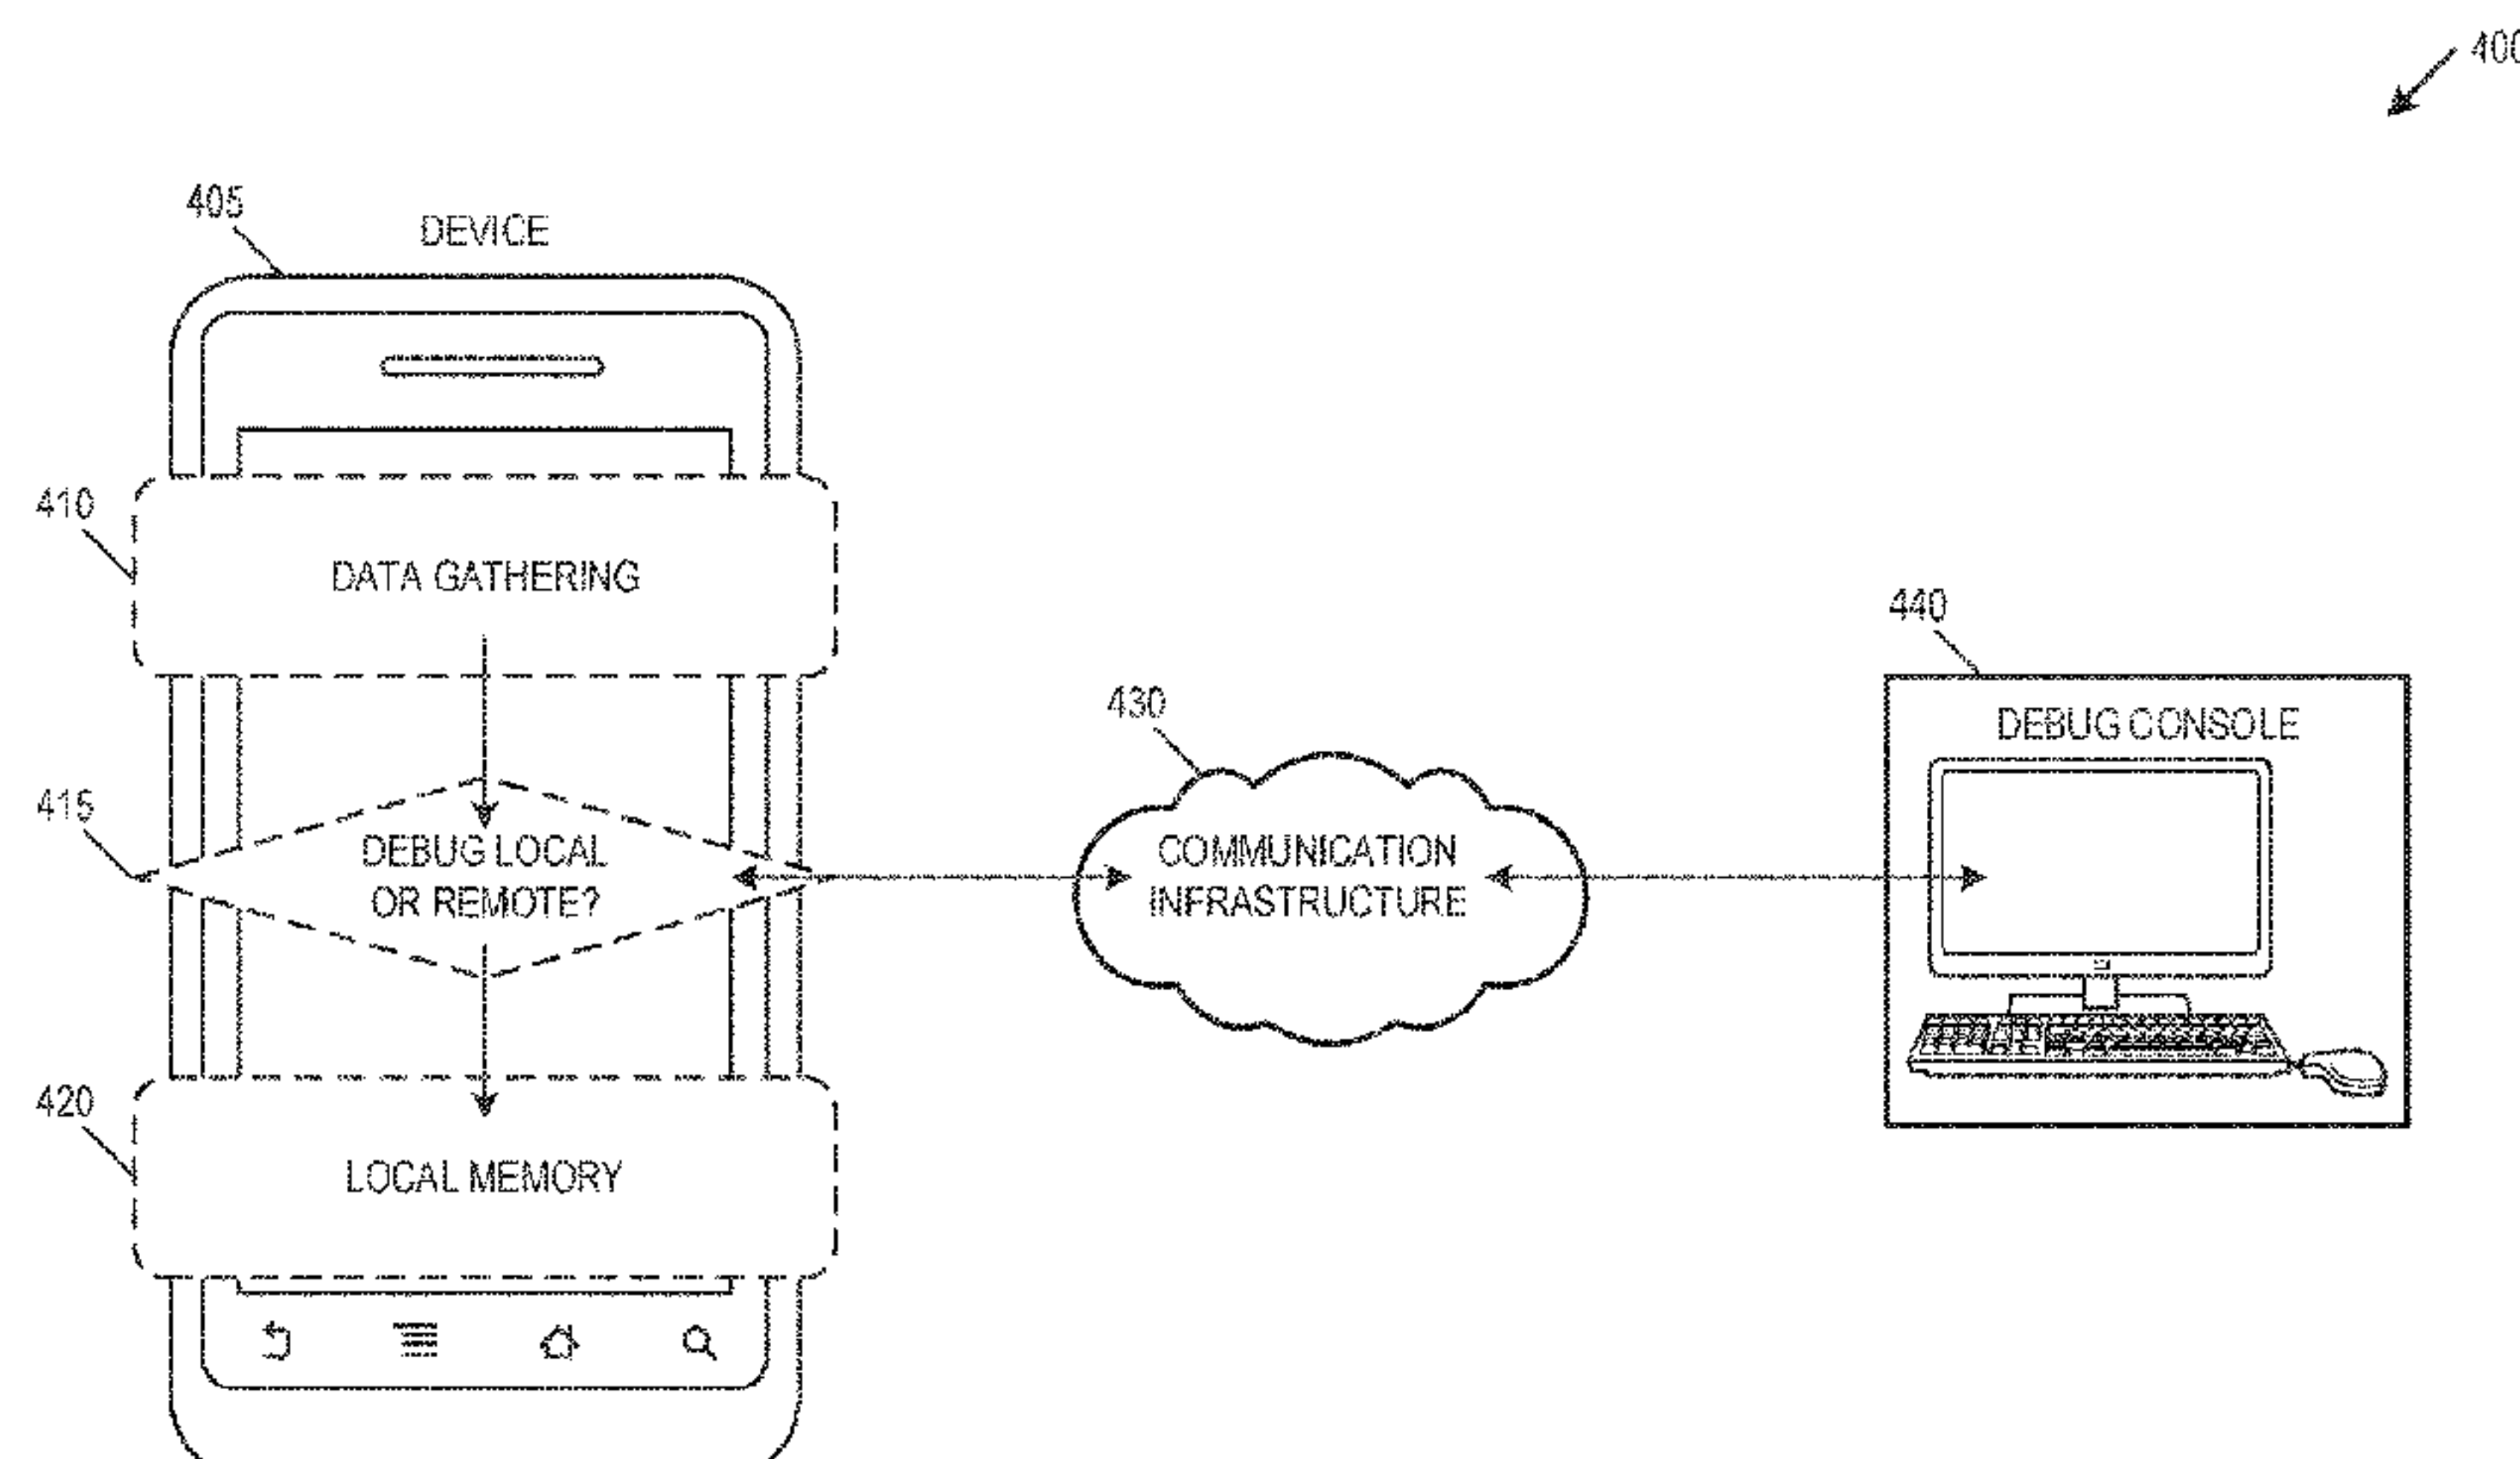 400
405
DEVICE
410
DATA GATHERING
415
DEBUG LOCAL
OR REMOTE?
420
LOCAL MEMORY
430
COMMUNICATION
INFRASTRUCTURE
440
DEBUG CONSOLE